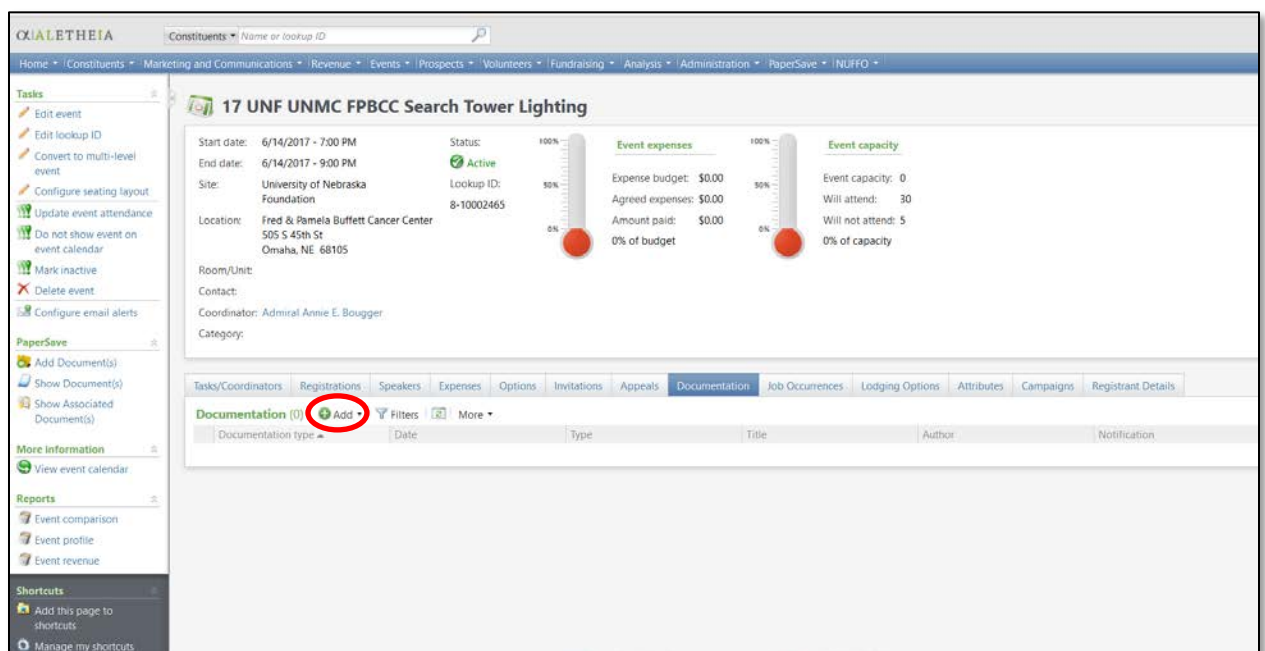 ALETHEIA
Constituents Name or lookup ID
Home Constituents Marketing and Communications Revenue Events Prospects Volunteers Fundraising Analysis Administration PaperSave NUFFO
Tasks
Edit event
Edit lookup ID
Convert to multi-level
event
Configure seating layout
Update event attendance
Do not show event on
event calendar
Mark inactive
Delete event
Configure email alerts
PaperSave
Add Document(s)
Show Document(s)
Show Associated
Document(s)
More information
View event calendar
Reports
Event comparison
Event profile
Event revenue
Shortcuts
Add this page to
shortcuts
Manage my shortcuts
17 UNF UNMC FPBCC Search Tower Lighting
Start date: 6/14/2017 - 7:00 PM
End date: 6/14/2017 - 9:00 PM
Site: University of Nebraska
Foundation
Location: Fred & Pamela Buffett Cancer Center
505 S 45th St
Omaha, NE 68105
Room/Unit:
Contact:
Coordinator: Admiral Annie E. Bougger
Category:
Status:
Active
Lookup ID:
8-10002465
100%
50%
0%
Event expenses
Expense budget: $0.00
Agreed expenses: $0.00
Amount paid: $0.00
0% of budget
100%
50%
0%
Event capacity
Event capacity: 0
Will attend: 30
Will not attend: 5
0% of capacity
Tasks/Coordinators Registrations Speakers Expenses Options Invitations Appeals Documentation Job Occurrences Lodging Options Attributes Campaigns Registrant Details
Documentation (0) Add Filters More
Documentation type Date Type Title Author Notification